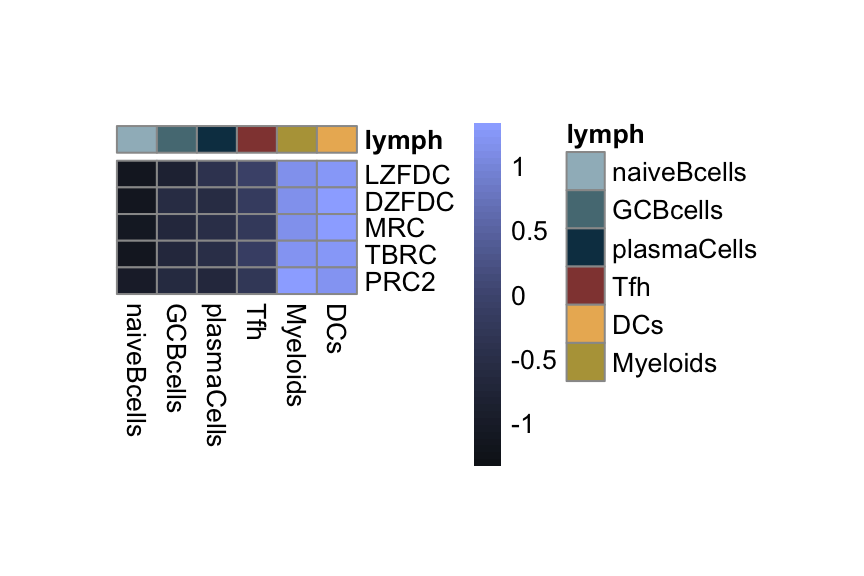 lymph
LZFDC
DZFDC
MRC
TBRC
PRC2
naiveBcells
GCBcells
plasmaCells
Tfh
Myeloids
DCs
1
0.5
0
-0.5
-1
lymph
naiveBcells
GCBcells
plasmaCells
Tfh
DCs
Myeloids